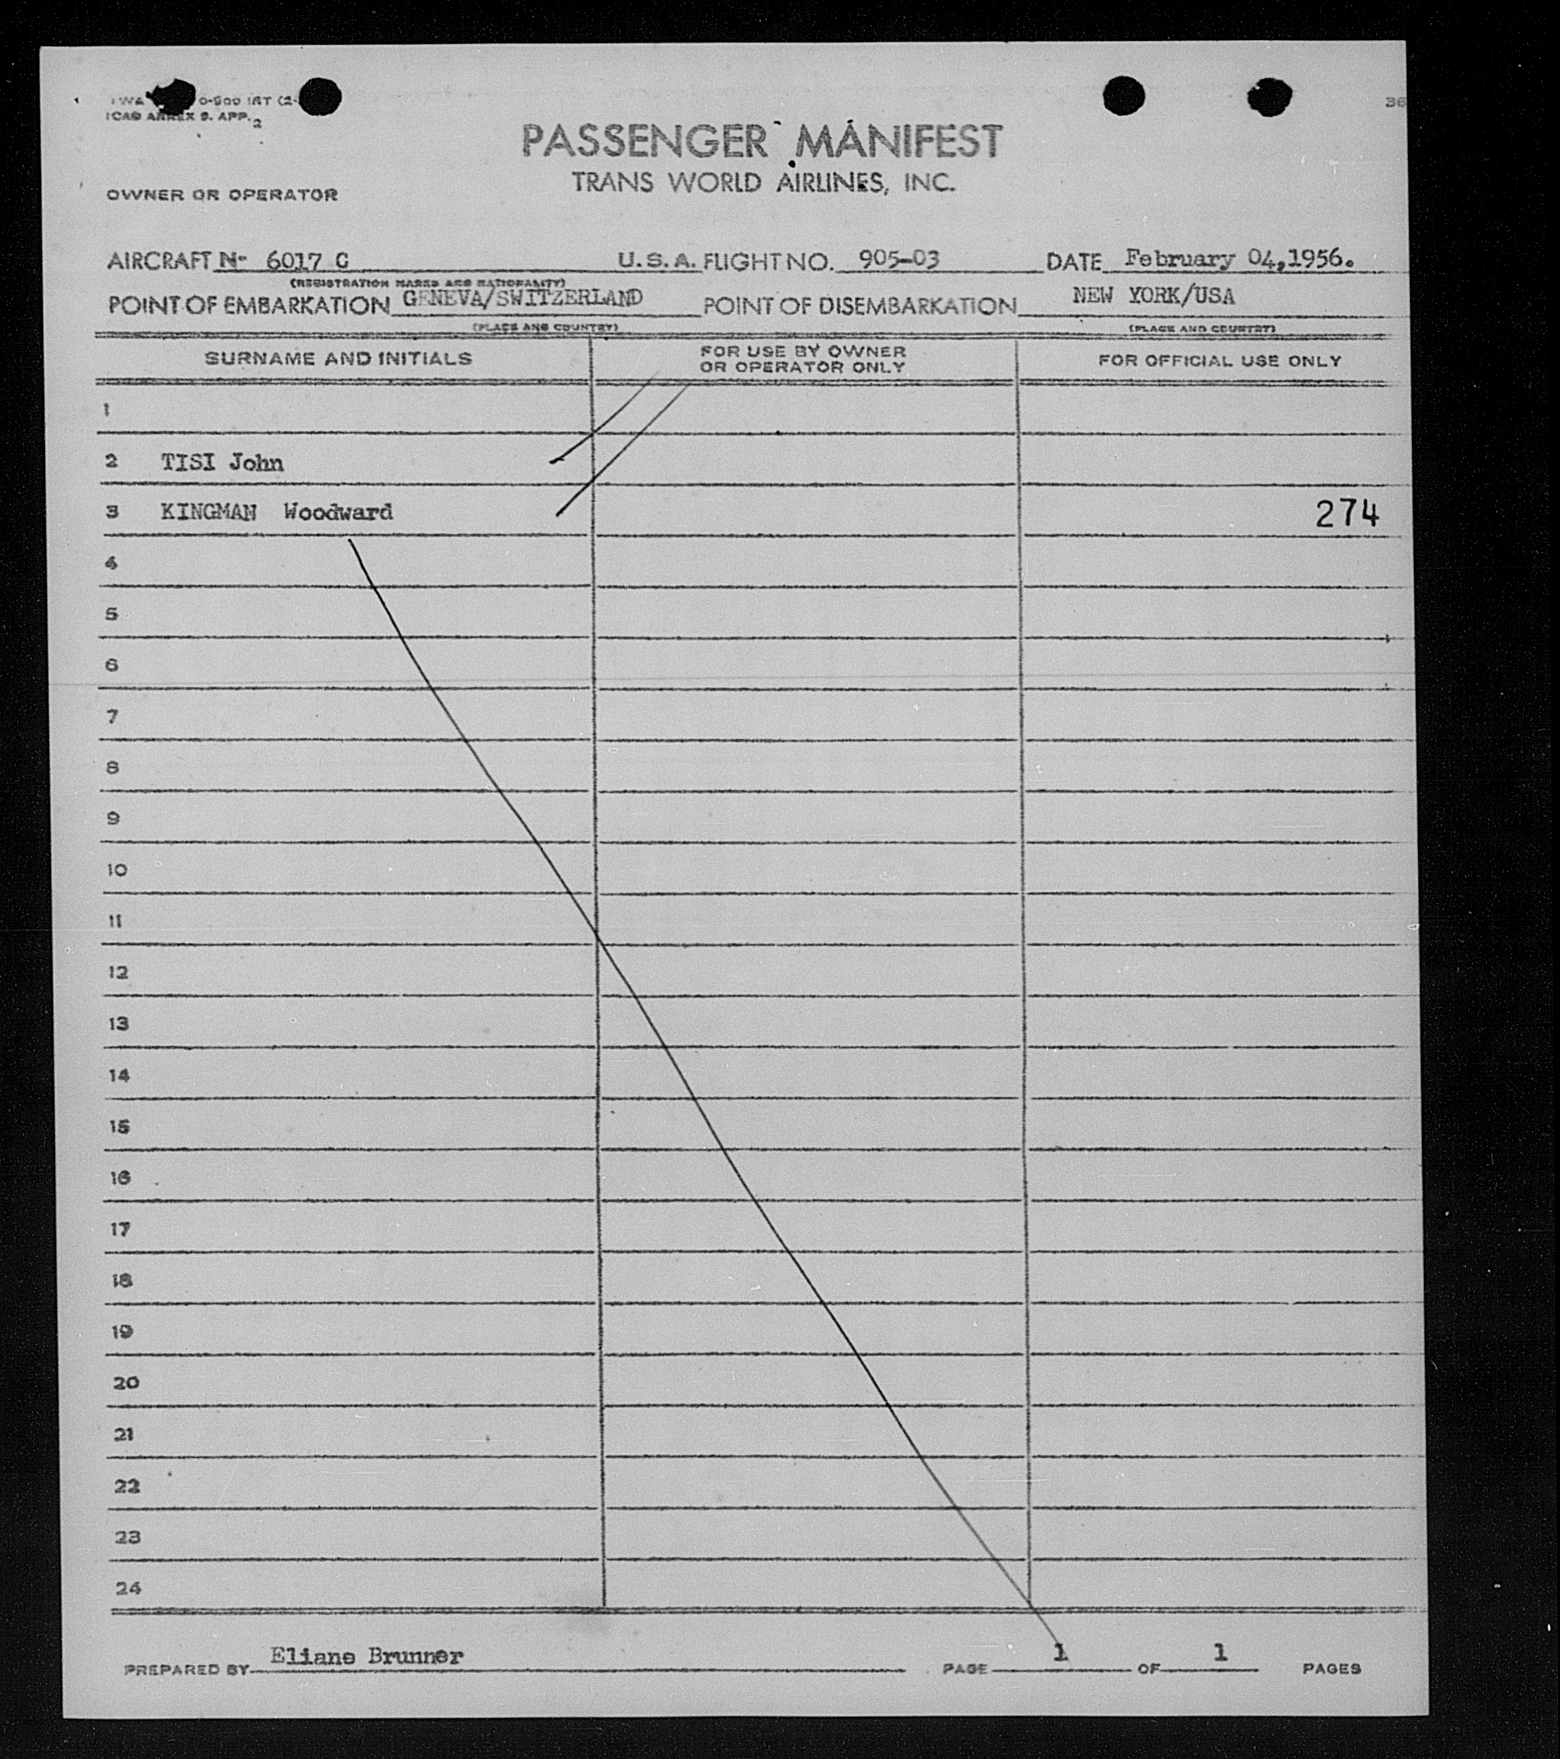 ICAO ANNEX 9. APP. 2
36
PASSENGER MANIFEST
TRANS WORLD AIRLINES, INC.
OWNER OR OPERATOR
AIRCRAFT N- 6017 C U.S.A. FLIGHT NO. 905-03 DATE February 04,1956.
(REGISTRATION MARKS AND NATIONALITY)
POINT OF EMBARKATION GENEVA/SWITZERLAND POINT OF DISEMBARKATION NEW YORK/USA
(PLACE AND COUNTRY) (PLACE AND COUNTRY)
SURNAME AND INITIALS FOR USE BY OWNER OR OPERATOR ONLY FOR OFFICIAL USE ONLY
1
2 TISI John
3 KINGMAN Woodward 274
4
5
6
7
8
9
10
11
12
13
14
15
16
17
18
19
20
21
22
23
24
PREPARED BY Eliane Brunner PAGE 1 OF 1 PAGES